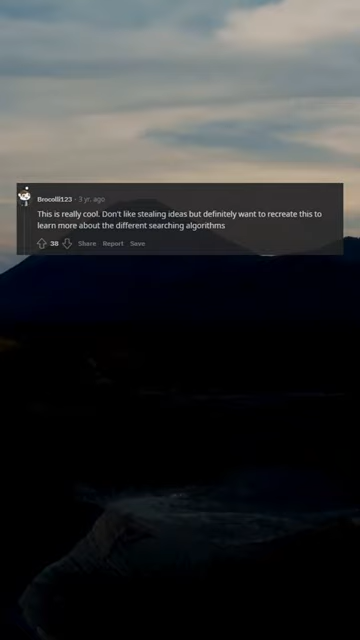 Brocolli123 · 3 yr. ago
This is really cool. Don't like stealing ideas but definitely want to recreate this to
learn more about the different searching algorithms
38 Share Report Save